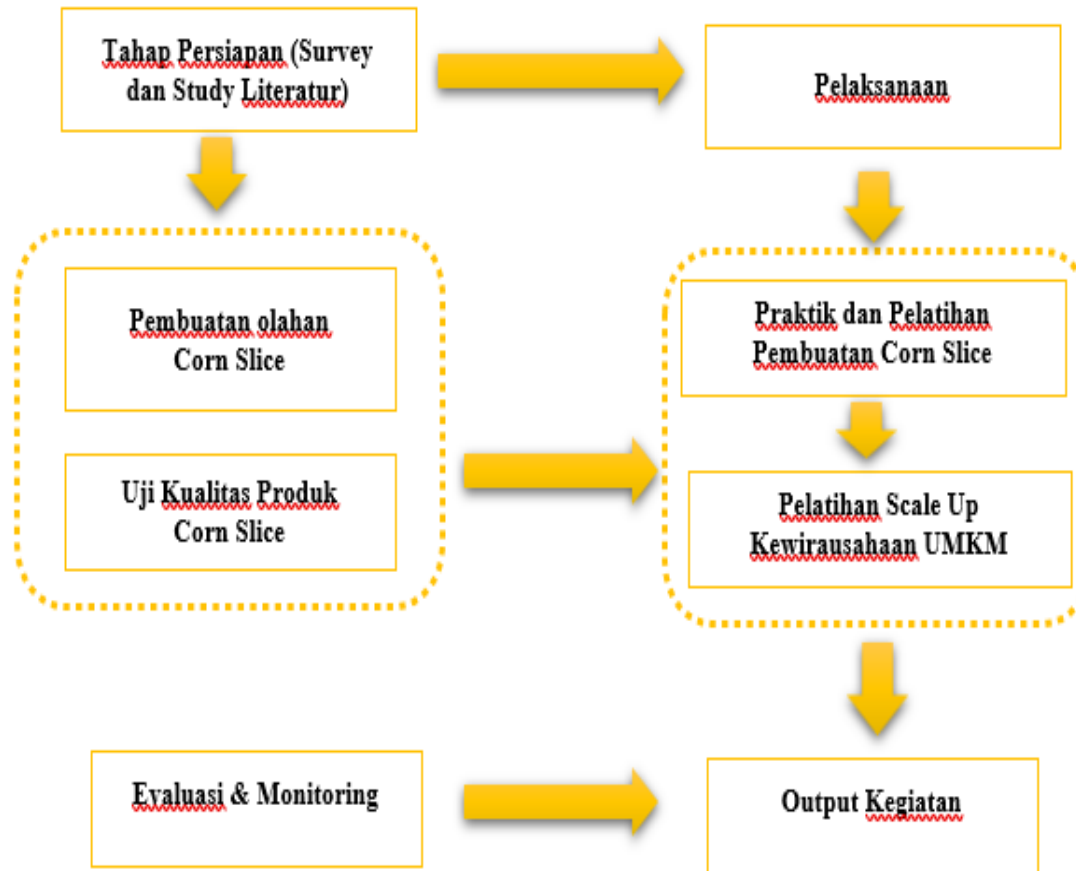 Tahap Persiapan (Survey
dan Study Literatur)
Pelaksanaan
Pembuatan olahan
Corn Slice
Uji Kualitas Produk
Corn Slice
Praktik dan Pelatihan
Pembuatan Corn Slice
Pelatihan Scale Up
Kewirausahaan UMKM
Evaluasi & Monitoring
Output Kegiatan